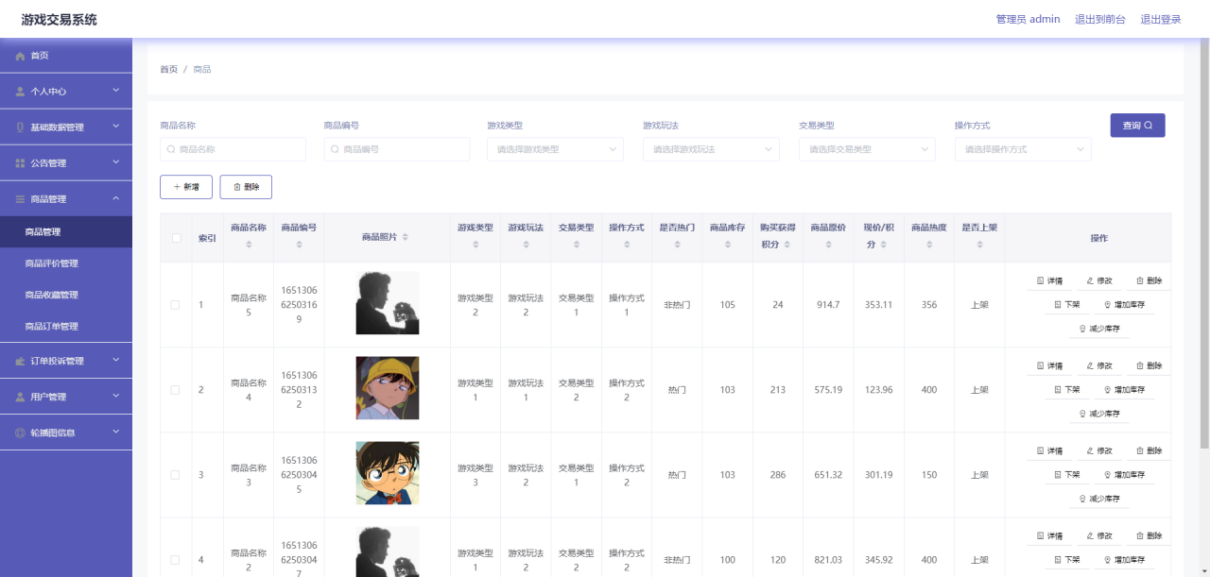 游戏交易系统
管理员 admin 退出到前台 退出登录
首页
个人中心
基础数据管理
公告管理
商品管理
商品管理
商品评价管理
商品收藏管理
商品订单管理
订单投诉管理
用户管理
轮播图信息
首页 / 商品
商品名称 商品编号 游戏类型 游戏玩法 交易类型 操作方式
商品名称 商品编号 请选择游戏类型 请选择游戏玩法 请选择交易类型 请选择操作方式 查询
+ 新增 删除
索引 商品名称 商品编号 商品照片 游戏类型 游戏玩法 交易类型 操作方式 是否热门 商品库存 购买获得积分 商品原价 现价/积分 商品热度 是否上架 操作
1 商品名称5 165130662503169 游戏类型2 游戏玩法2 交易类型1 操作方式1 非热门 105 24 914.7 353.11 356 上架
详情 修改 删除
下架 增加库存
减少库存
2 商品名称4 165130662503132 游戏类型1 游戏玩法1 交易类型2 操作方式2 热门 103 213 575.19 123.96 400 上架
详情 修改 删除
下架 增加库存
减少库存
3 商品名称3 165130662503045 游戏类型3 游戏玩法2 交易类型1 操作方式2 热门 103 286 651.32 301.19 150 上架
详情 修改 删除
下架 增加库存
减少库存
4 商品名称2 165130662503047 游戏类型1 游戏玩法2 交易类型2 操作方式2 非热门 100 120 821.03 345.92 400 上架
详情 修改 删除
下架 增加库存